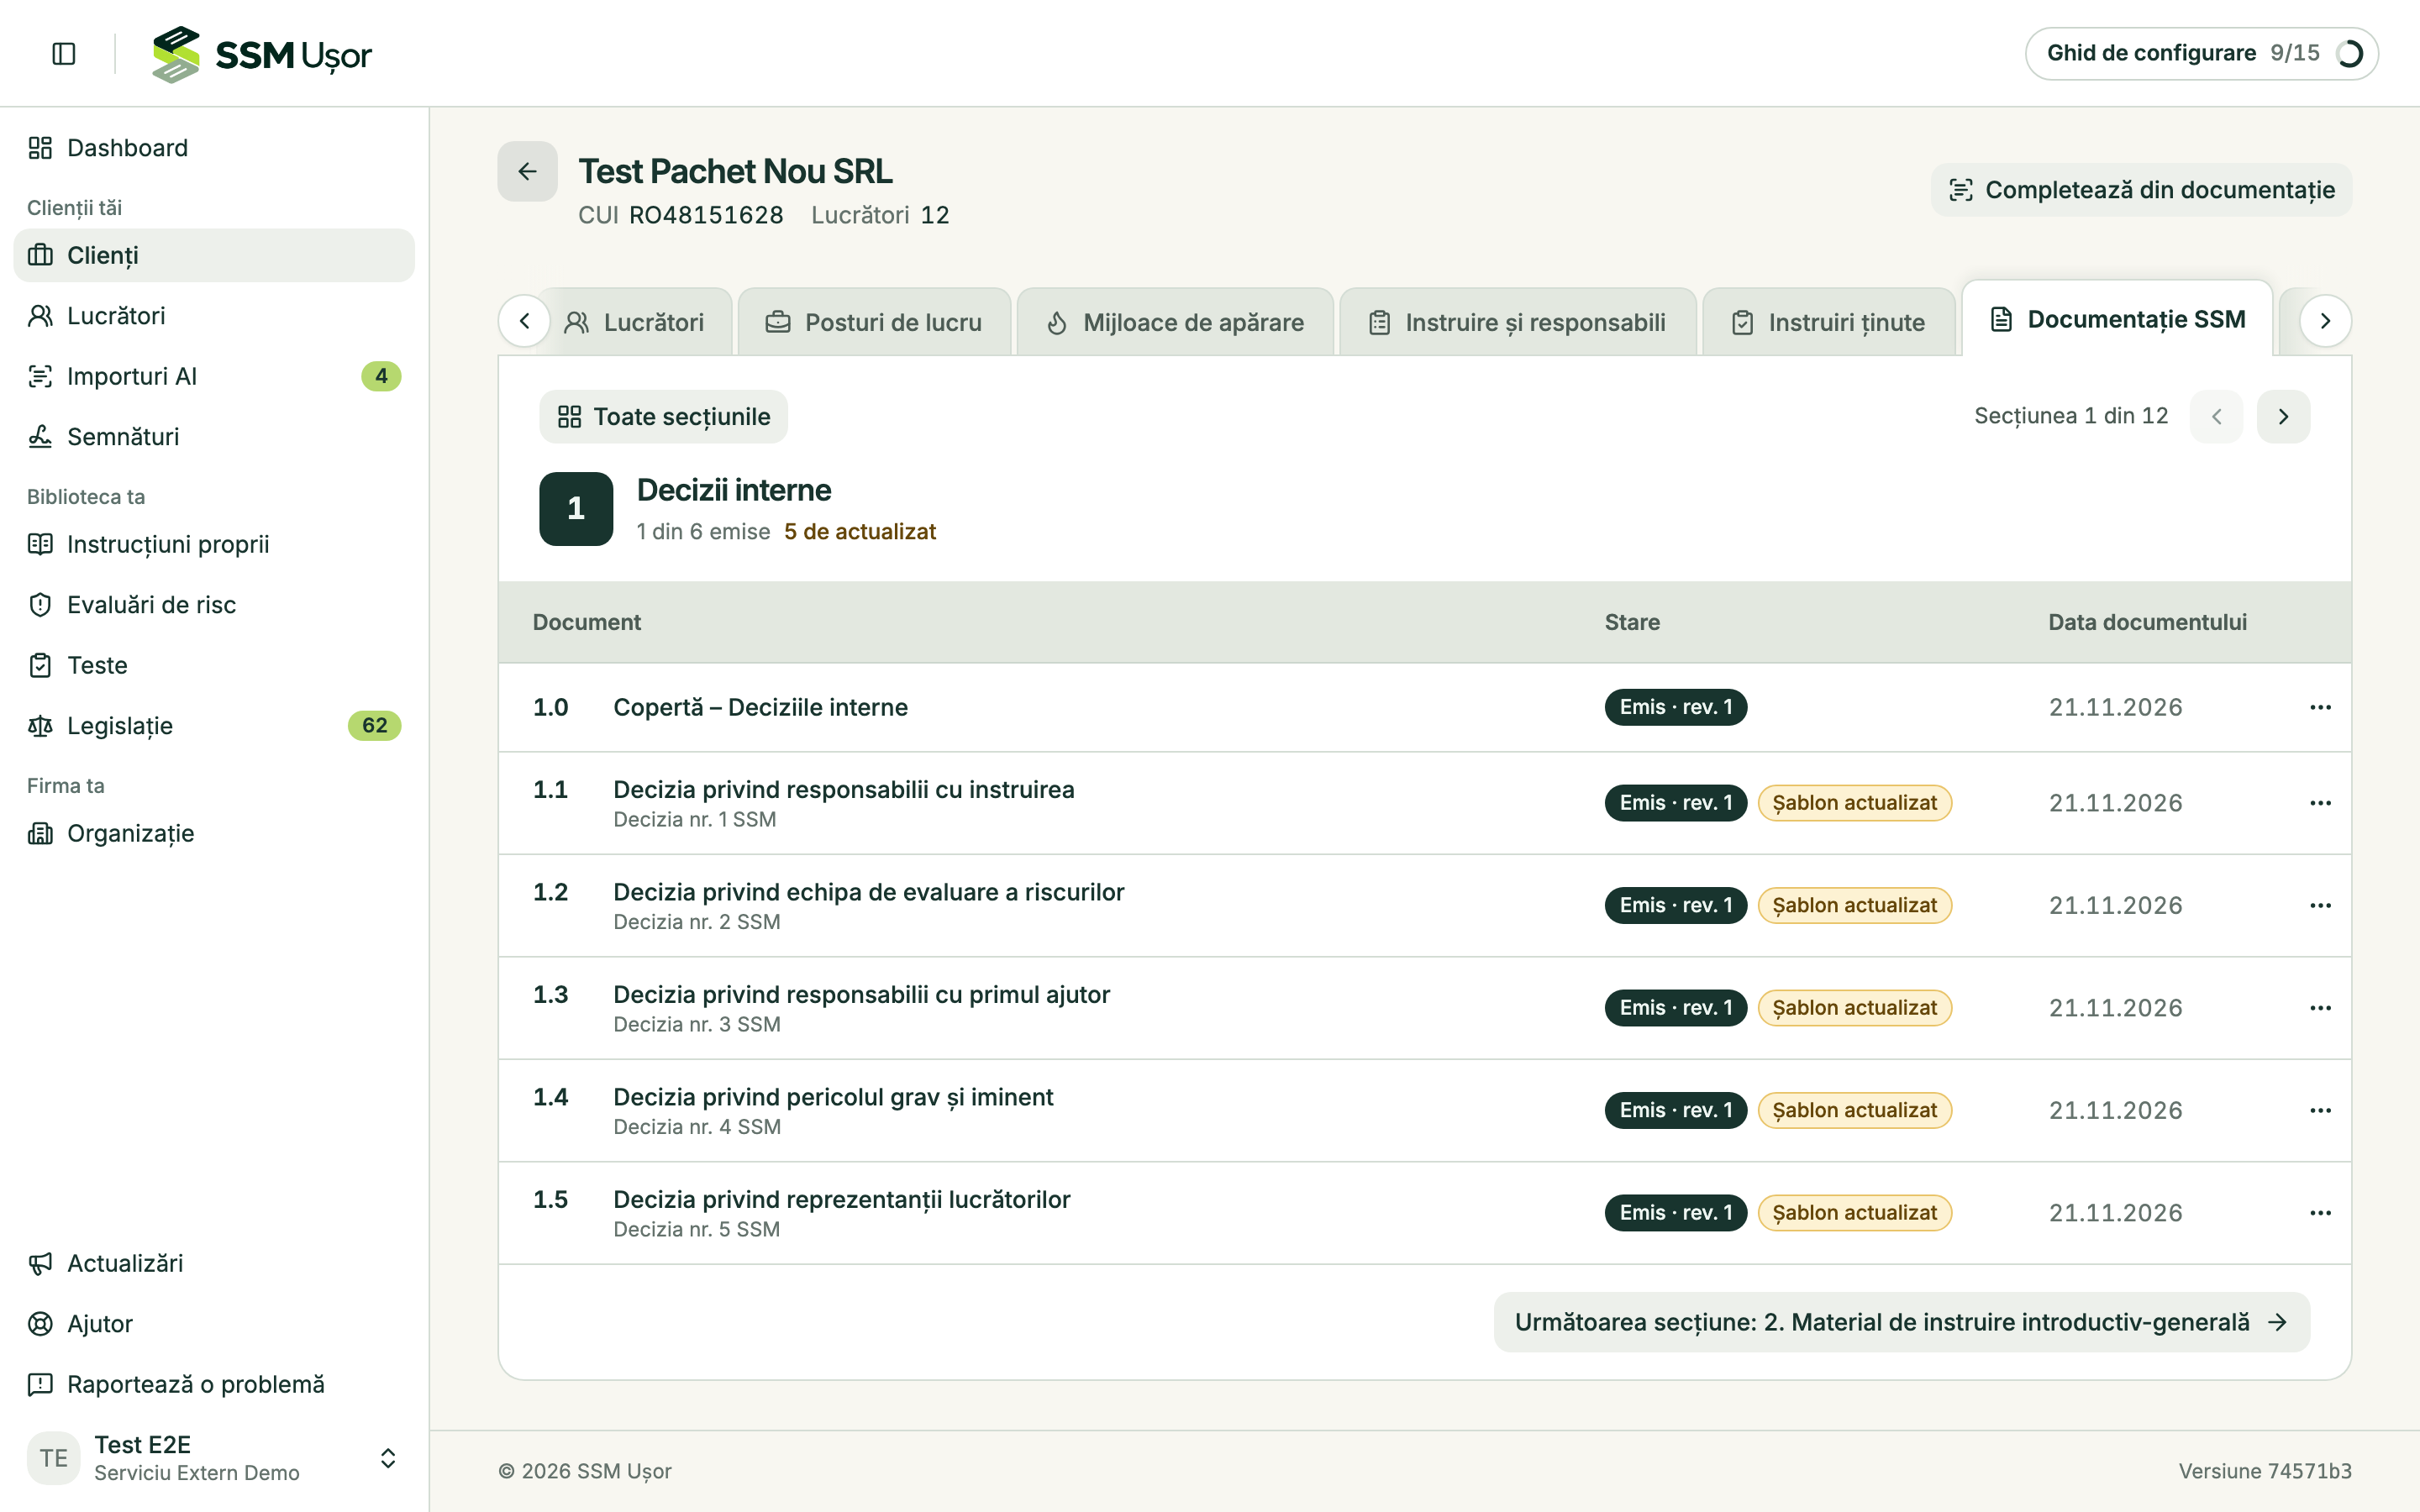 SSM Ușor
Ghid de configurare 9/15
Dashboard
Clienții tăi
Clienți
Lucrători
Importuri AI 4
Semnături
Biblioteca ta
Instrucțiuni proprii
Evaluări de risc
Teste
Legislație 62
Firma ta
Organizație
Actualizări
Ajutor
Raportează o problemă
TE
Test E2E
Serviciu Extern Demo
Test Pachet Nou SRL
CUI RO48151628 Lucrători 12
Completează din documentație
Lucrători
Posturi de lucru
Mijloace de apărare
Instruire și responsabili
Instruiri ținute
Documentație SSM
Toate secțiunile
Secțiunea 1 din 12
1
Decizii interne
1 din 6 emise 5 de actualizat
Document Stare Data documentului
1.0 Copertă – Deciziile interne Emis · rev. 1 21.11.2026
1.1 Decizia privind responsabilii cu instruirea Emis · rev. 1 Șablon actualizat 21.11.2026
Decizia nr. 1 SSM
1.2 Decizia privind echipa de evaluare a riscurilor Emis · rev. 1 Șablon actualizat 21.11.2026
Decizia nr. 2 SSM
1.3 Decizia privind responsabilii cu primul ajutor Emis · rev. 1 Șablon actualizat 21.11.2026
Decizia nr. 3 SSM
1.4 Decizia privind pericolul grav și iminent Emis · rev. 1 Șablon actualizat 21.11.2026
Decizia nr. 4 SSM
1.5 Decizia privind reprezentanții lucrătorilor Emis · rev. 1 Șablon actualizat 21.11.2026
Decizia nr. 5 SSM
Următoarea secțiune: 2. Material de instruire introductiv-generală
© 2026 SSM Ușor
Versiune 74571b3